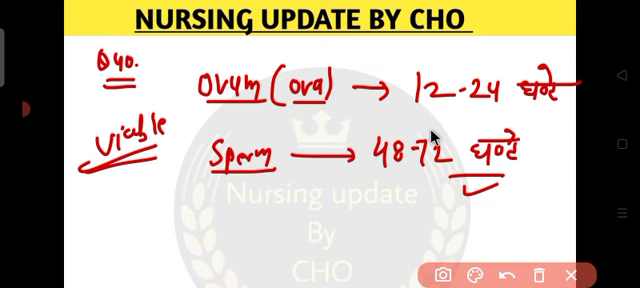 NURSING UPDATE BY CHO
Q40.
Ovum (ova) → 12-24 घण्टे
Viable
Sperm → 48-72 घण्टे
Nursing update
By
CHO